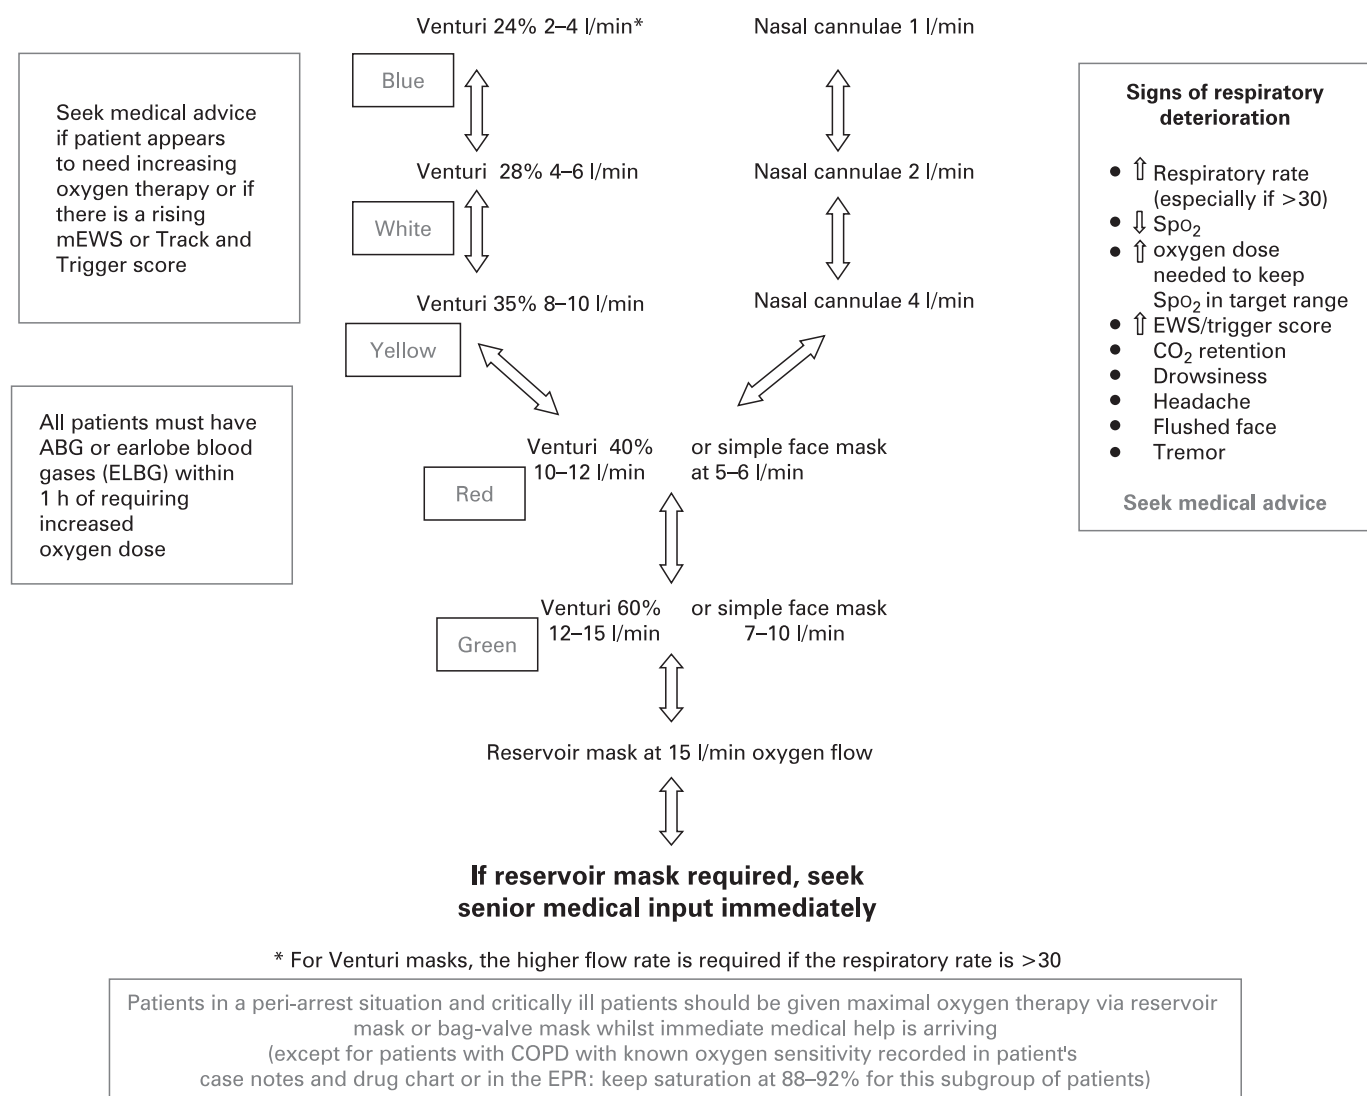 Venturi 24% 2–4 l/min*
Nasal cannulae 1 l/min
Blue
Seek medical advice
if patient appears
to need increasing
oxygen therapy or if
there is a rising
mEWS or Track and
Trigger score
Venturi 28% 4–6 l/min
Nasal cannulae 2 l/min
White
Venturi 35% 8–10 l/min
Nasal cannulae 4 l/min
Yellow
All patients must have
ABG or earlobe blood
gases (ELBG) within
1 h of requiring
increased
oxygen dose
Venturi 40%
10–12 l/min
or simple face mask
at 5–6 l/min
Red
Venturi 60%
12–15 l/min
or simple face mask
7–10 l/min
Green
Reservoir mask at 15 l/min oxygen flow
Signs of respiratory
deterioration
• ⇧ Respiratory rate
(especially if >30)
• ⇩ SpO₂
• ⇧ oxygen dose
needed to keep
SpO₂ in target range
• ⇧ EWS/trigger score
• CO₂ retention
• Drowsiness
• Headache
• Flushed face
• Tremor
Seek medical advice
If reservoir mask required, seek
senior medical input immediately
* For Venturi masks, the higher flow rate is required if the respiratory rate is >30
Patients in a peri-arrest situation and critically ill patients should be given maximal oxygen therapy via reservoir
mask or bag-valve mask whilst immediate medical help is arriving
(except for patients with COPD with known oxygen sensitivity recorded in patient's
case notes and drug chart or in the EPR: keep saturation at 88–92% for this subgroup of patients)